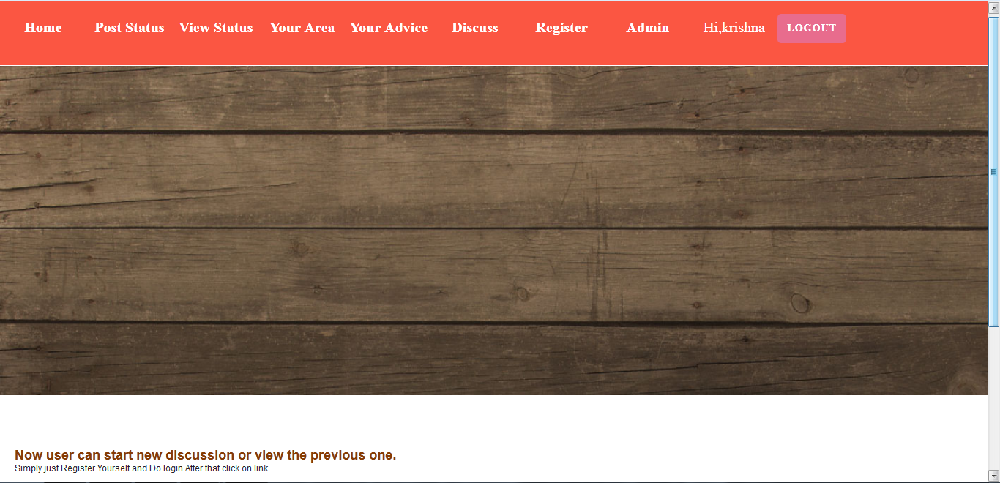 Home Post Status View Status Your Area Your Advice Discuss Register Admin Hi,krishna LOGOUT
Now user can start new discussion or view the previous one.
Simply just Register Yourself and Do login After that click on link.